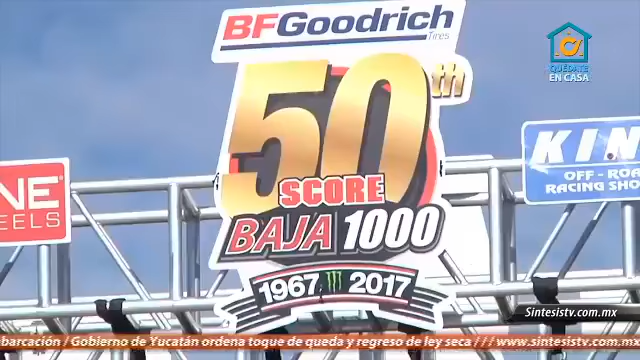 BFGoodrich
Tires
50th
SCORE
BAJA 1000
1967 2017
QUÉDATE
EN CASA
NE
EELS
KIN
OFF - ROA
RACING SHO
Sintesistv.com.mx
barcación / Gobierno de Yucatán ordena toque de queda y regreso de ley seca /// www.sintesistv.com.mx